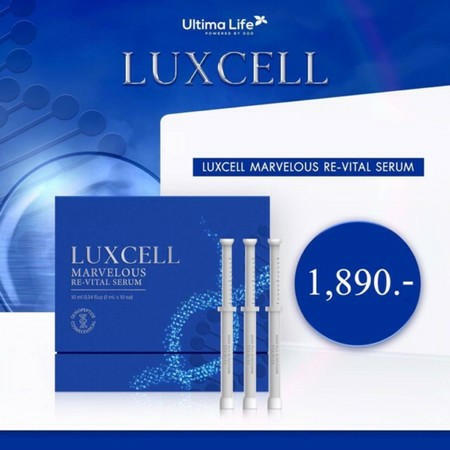 Ultima Life
POWERED BY GOD
LUXCELL
LUXCELL MARVELOUS RE-VITAL SERUM
LUXCELL
MARVELOUS
RE-VITAL SERUM
1,890.-